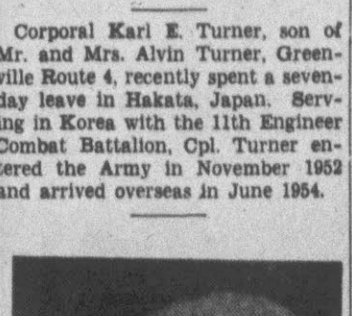 Corporal Karl E. Turner, son of
Mr. and Mrs. Alvin Turner, Green-
ville Route 4, recently spent a seven-
day leave in Hakata, Japan. Serv-
ing in Korea with the 11th Engineer
Combat Battalion, Cpl. Turner en-
tered the Army in November 1952
and arrived overseas in June 1954.